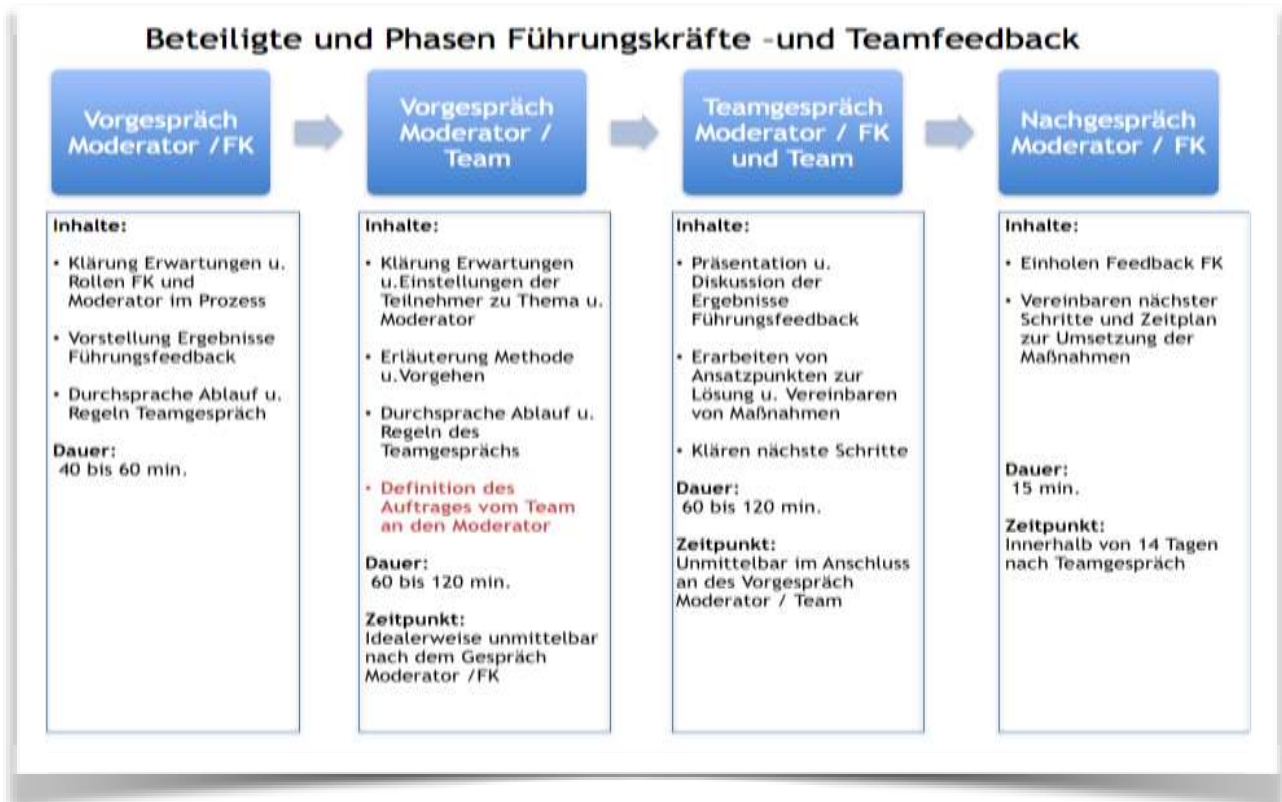 Beteiligte und Phasen Führungskräfte -und Teamfeedback
Vorgespräch
Moderator /FK
Vorgespräch
Moderator /
Team
Teamgespräch
Moderator / FK
und Team
Nachgespräch
Moderator / FK
Inhalte:
• Klärung Erwartungen u.
Rollen FK und
Moderator im Prozess
• Vorstellung Ergebnisse
Führungsfeedback
• Durchsprache Ablauf u.
Regeln Teamgespräch
Dauer:
40 bis 60 min.
Inhalte:
• Klärung Erwartungen
u.Einstellungen der
Teilnehmer zu Thema u.
Moderator
• Erläuterung Methode
u.Vorgehen
• Durchsprache Ablauf u.
Regeln des
Teamgesprächs
• Definition des
Auftrages vom Team
an den Moderator
Dauer:
60 bis 120 min.
Zeitpunkt:
Idealerweise unmittelbar
nach dem Gespräch
Moderator /FK
Inhalte:
• Präsentation u.
Diskussion der
Ergebnisse
Führungsfeedback
• Erarbeiten von
Ansatzpunkten zur
Lösung u. Vereinbaren
von Maßnahmen
• Klären nächste Schritte
Dauer:
60 bis 120 min.
Zeitpunkt:
Unmittelbar im Anschluss
an des Vorgespräch
Moderator / Team
Inhalte:
• Einholen Feedback FK
• Vereinbaren nächster
Schritte und Zeitplan
zur Umsetzung der
Maßnahmen
Dauer:
15 min.
Zeitpunkt:
Innerhalb von 14 Tagen
nach Teamgespräch